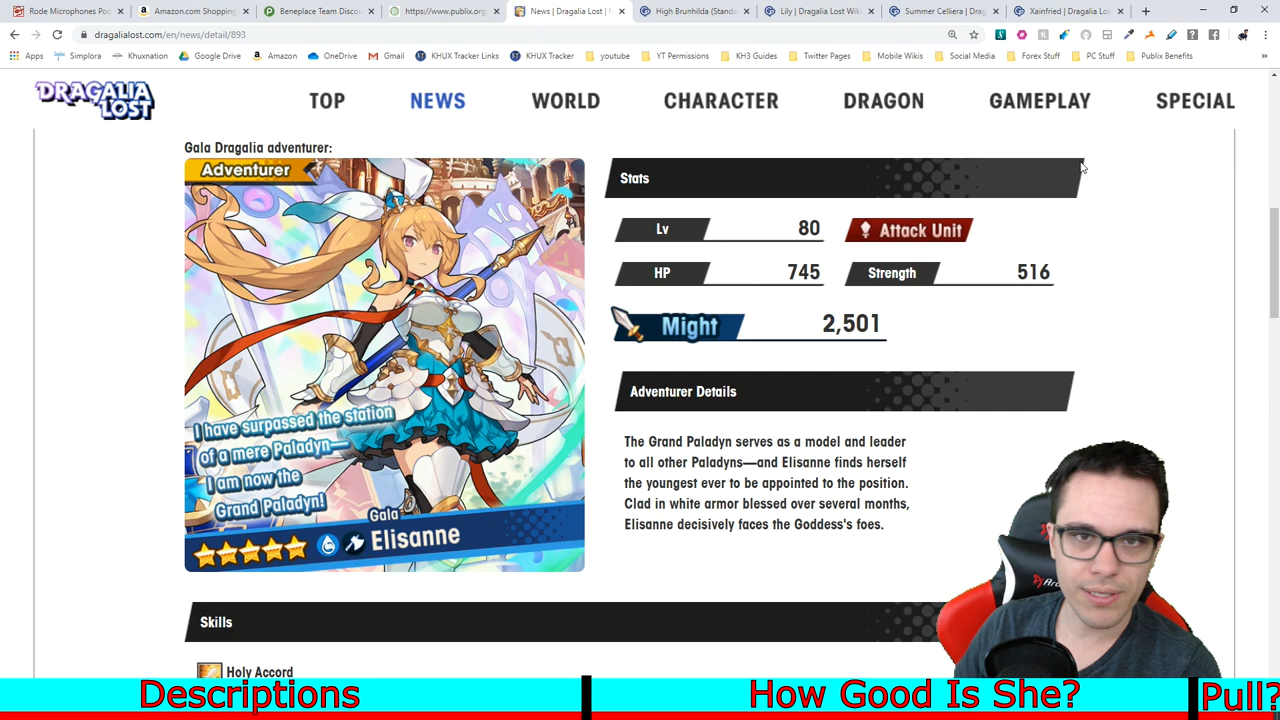 Rode Microphones Pod
Amazon.com Shopping
Beneplace Team Discou
https://www.publix.org
News | Dragalia Lost |
High Brunhilda (Standa
Lily | Dragalia Lost Wik
Summer Celliera | Drag
Xainfried | Dragalia Los
dragalialost.com/en/news/detail/893
Apps
Simplora
Khuxnation
Google Drive
Amazon
OneDrive
Gmail
KHUX Tracker Links
KHUX Tracker
youtube
YT Permissions
KH3 Guides
Twitter Pages
Mobile Wikis
Social Media
Forex Stuff
PC Stuff
Publix Benefits
DRAGALIA
LOST
TOP
NEWS
WORLD
CHARACTER
DRAGON
GAMEPLAY
SPECIAL
Gala Dragalia adventurer:
Adventurer
I have surpassed the station
of a mere Paladyn—
I am now the
Grand Paladyn!
Gala
Elisanne
Stats
Lv 80
Attack Unit
HP 745
Strength 516
Might 2,501
Adventurer Details
The Grand Paladyn serves as a model and leader
to all other Paladyns—and Elisanne finds herself
the youngest ever to be appointed to the position.
Clad in white armor blessed over several months,
Elisanne decisively faces the Goddess's foes.
Skills
Holy Accord
Descriptions
How Good Is She?
Pull?